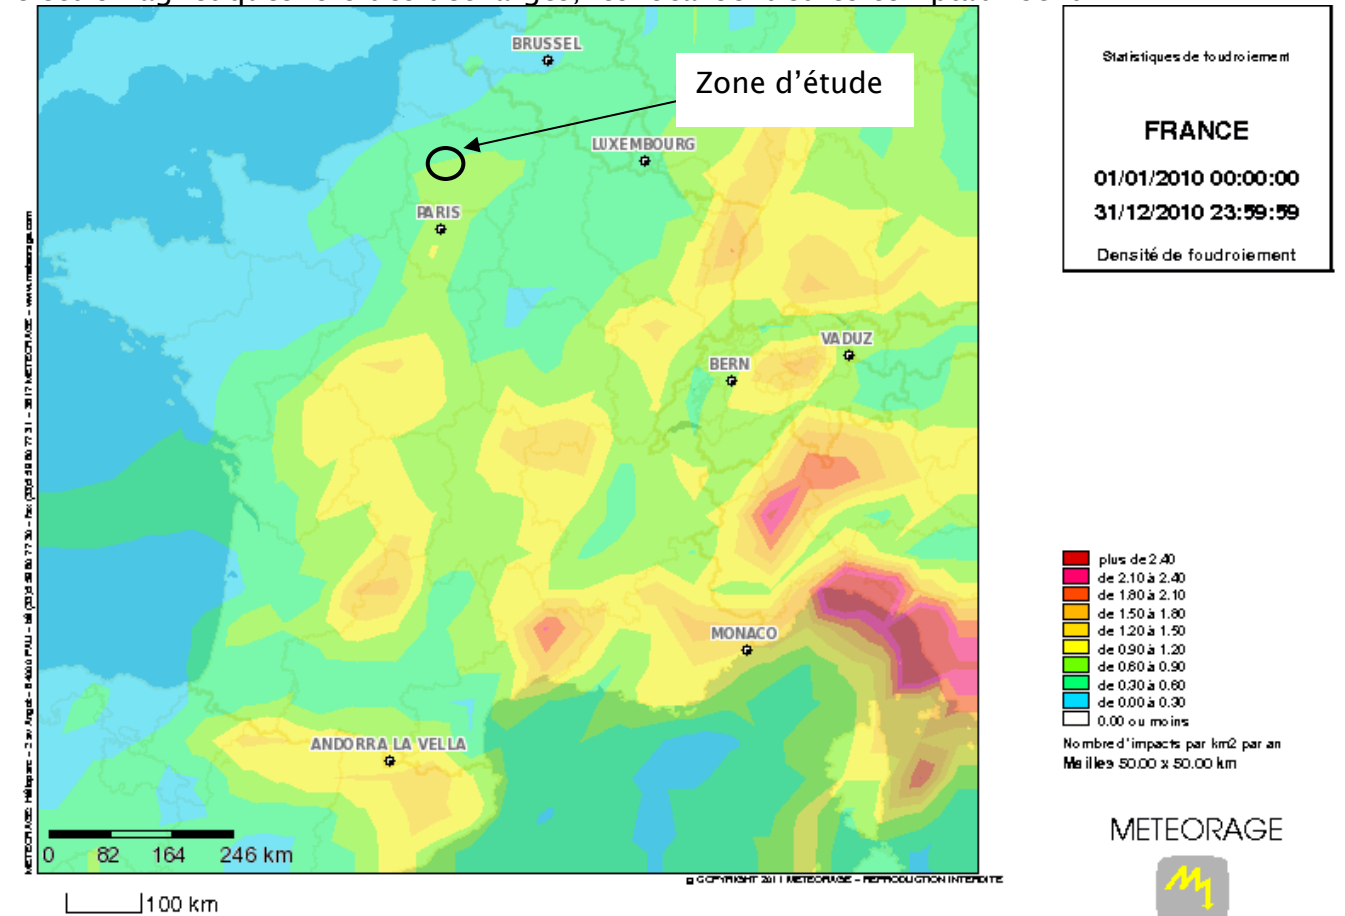 BRUSSEL
Zone d'étude
LUXEMBOURG
PARIS
VADUZ
BERN
MONACO
ANDORRA LA VELLA
0 82 164 246 km
100 km
Statistiques de foudroiement
FRANCE
01/01/2010 00:00:00
31/12/2010 23:59:59
Densité de foudroiement
plus de 2.40
de 2.10 à 2.40
de 1.80 à 2.10
de 1.50 à 1.80
de 1.20 à 1.50
de 0.90 à 1.20
de 0.60 à 0.90
de 0.30 à 0.60
de 0.00 à 0.30
0.00 ou moins
Nombre d'impacts par km2 par an
Mailles 50.00 x 50.00 km
METEORAGE
© COPYRIGHT 2011 METEORAGE - REPRODUCTION INTERDITE